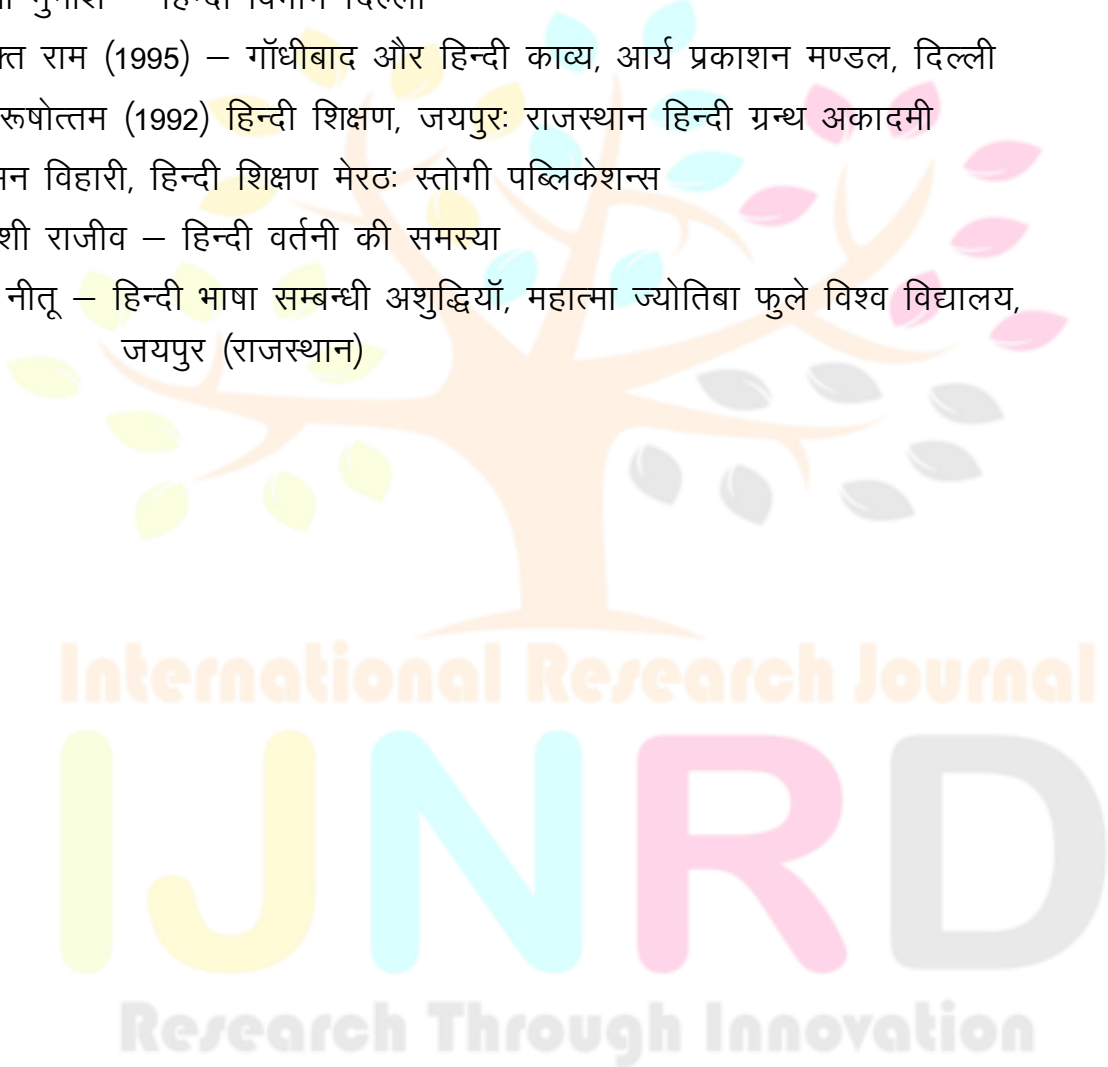 हिन्दी दिल्ली
राम (1995) – गॉधीबाद और हिन्दी काव्य, आर्य प्रकाशन मण्डल, दिल्ली
(1992) हिन्दी शिक्षण, जयपुरः राजस्थान हिन्दी ग्रन्थ अकादमी
विहारी, हिन्दी शिक्षण मेरठः स्तोगी पब्लिकेशन्स
राजीव – हिन्दी वर्तनी की समस्या
नीतू – हिन्दी भाषा सम्बन्धी अशुद्धियॉ, महात्मा ज्योतिबा फुले विश्व विद्यालय,
जयपुर (राजस्थान)
International Research Journal
IJNRD
Research Through Innovation